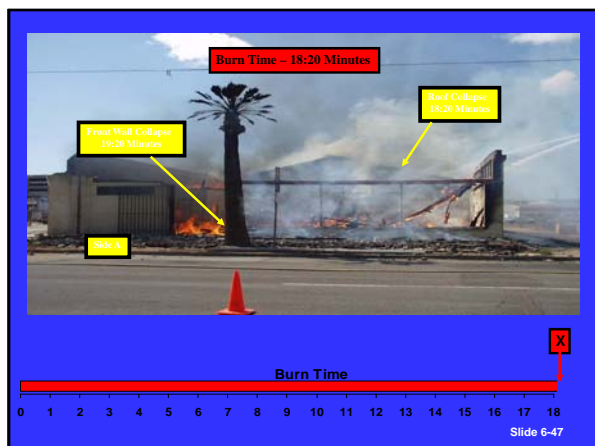 Burn Time – 18:20 Minutes
Roof Collapse
18:20 Minutes
Front Wall Collapse
19:26 Minutes
Side A
X
Burn Time
0 1 2 3 4 5 6 7 8 9 10 11 12 13 14 15 16 17 18
Slide 6-47